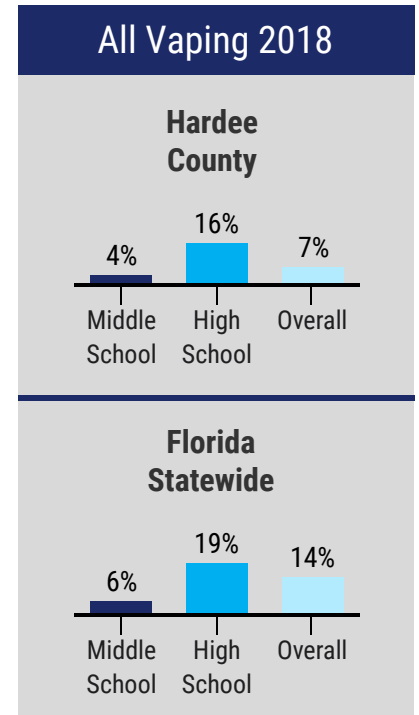 All Vaping 2018
Hardee
County
4%
16%
7%
Middle
School
High
School
Overall
Florida
Statewide
6%
19%
14%
Middle
School
High
School
Overall